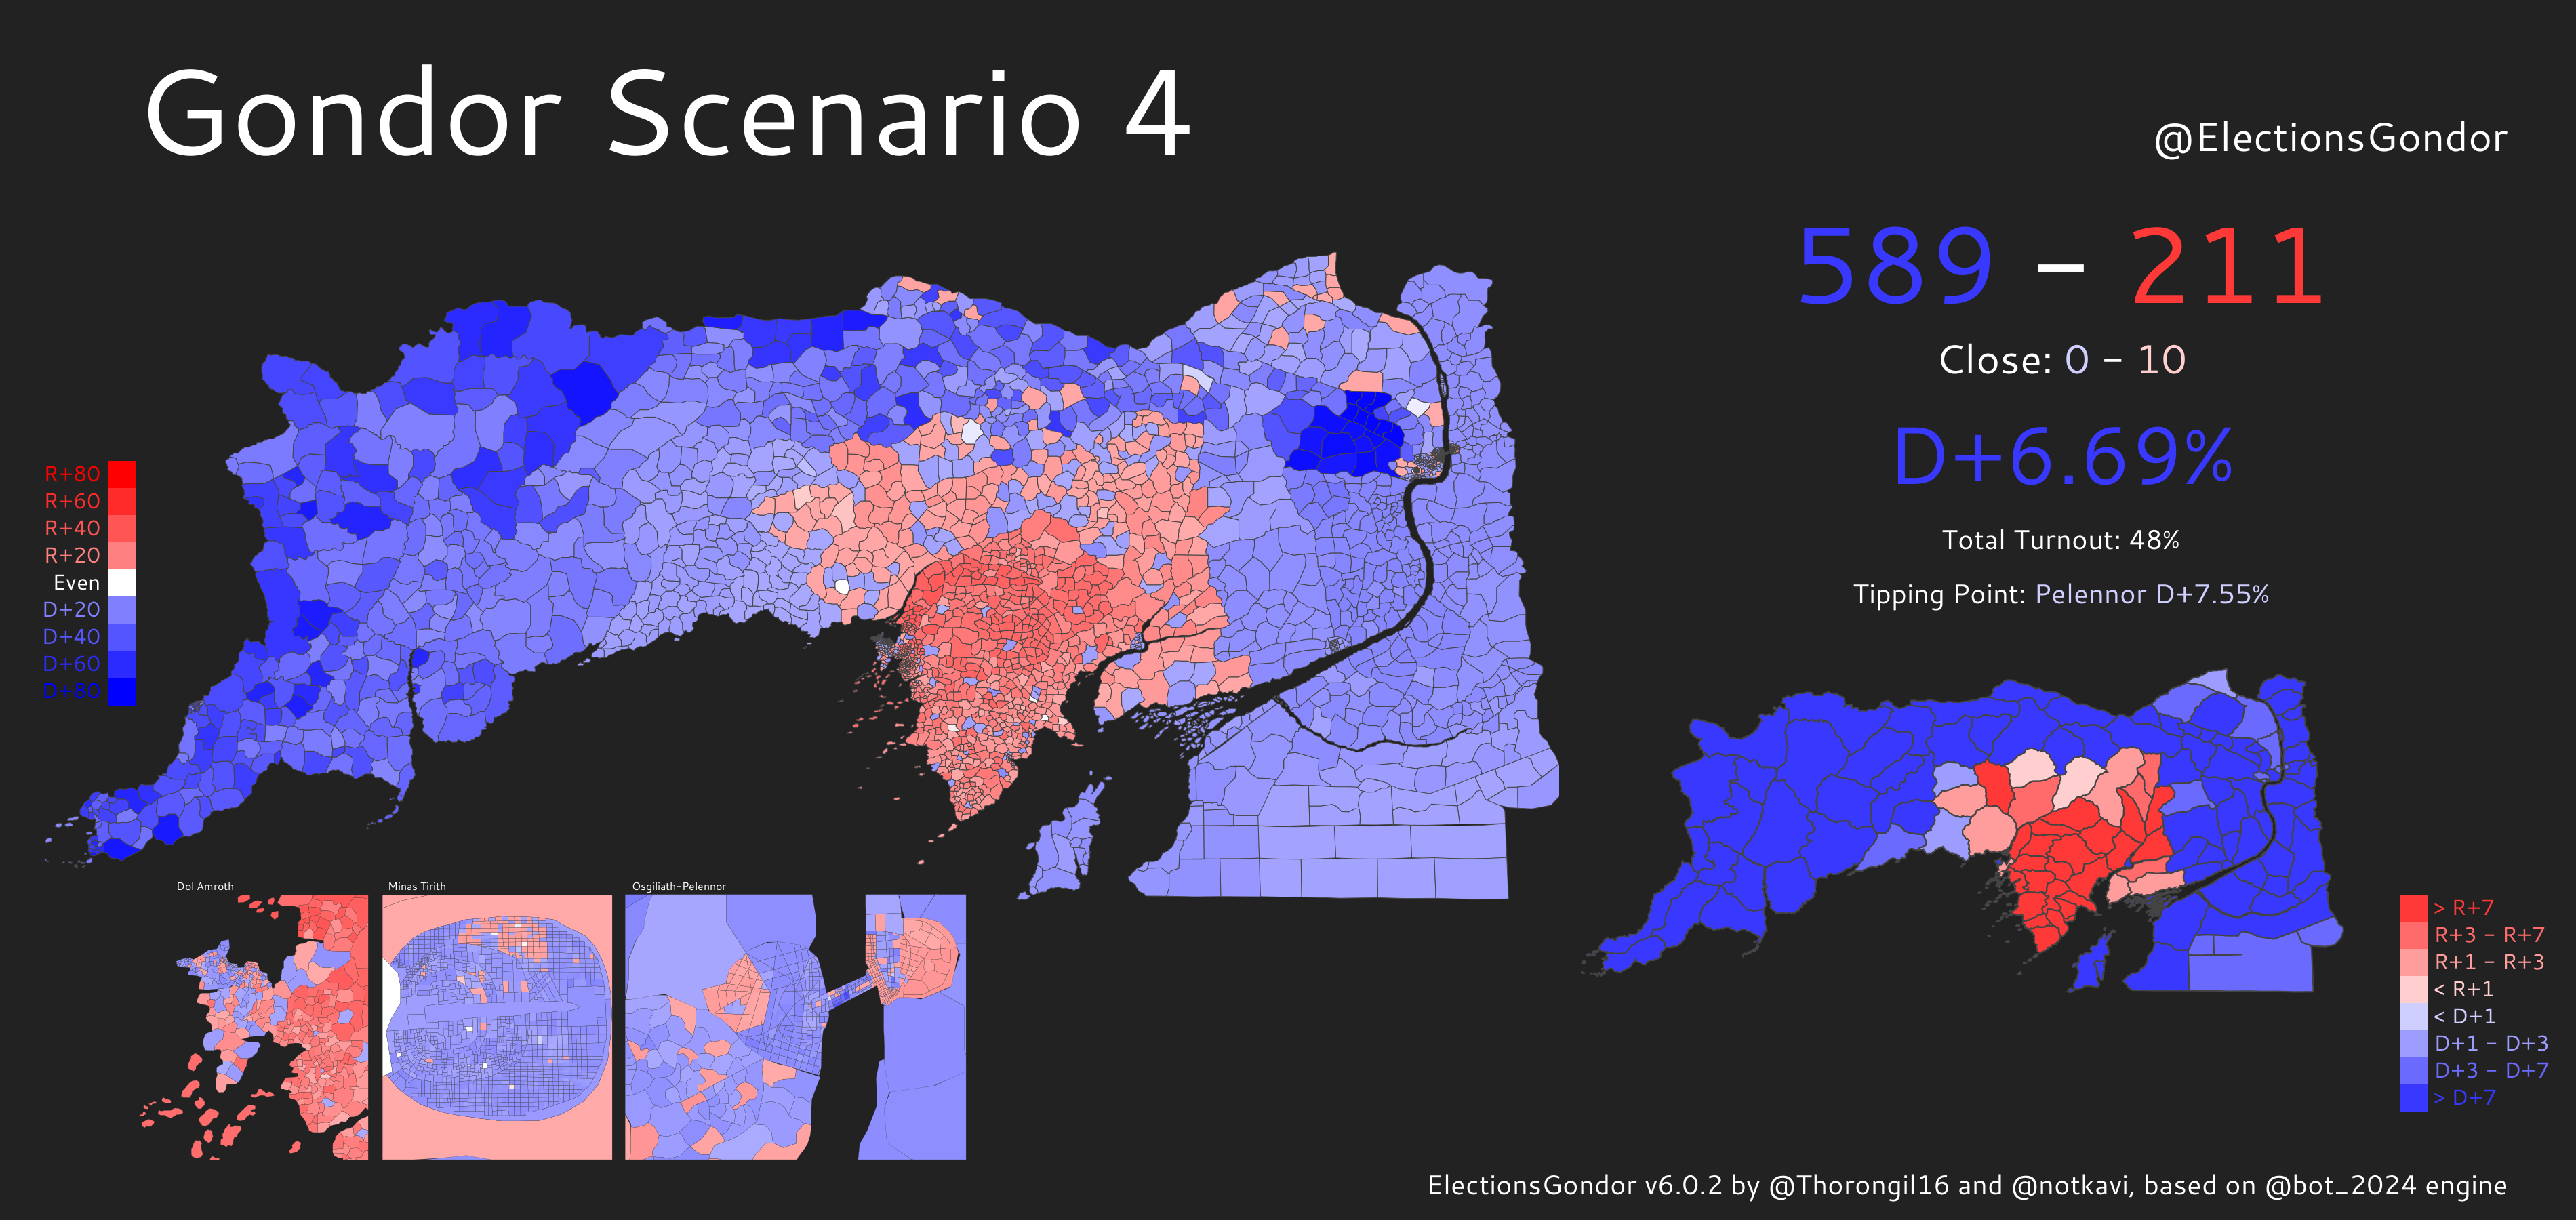 Gondor Scenario 4
@ElectionsGondor
589 – 211
Close: 0 – 10
D+6.69%
Total Turnout: 48%
Tipping Point: Pelennor D+7.55%
R+80
R+60
R+40
R+20
Even
D+20
D+40
D+60
D+80
Dol Amroth
Minas Tirith
Osgiliath-Pelennor
> R+7
R+3 - R+7
R+1 - R+3
< R+1
< D+1
D+1 - D+3
D+3 - D+7
> D+7
ElectionsGondor v6.0.2 by @Thorongil16 and @notkavi, based on @bot_2024 engine